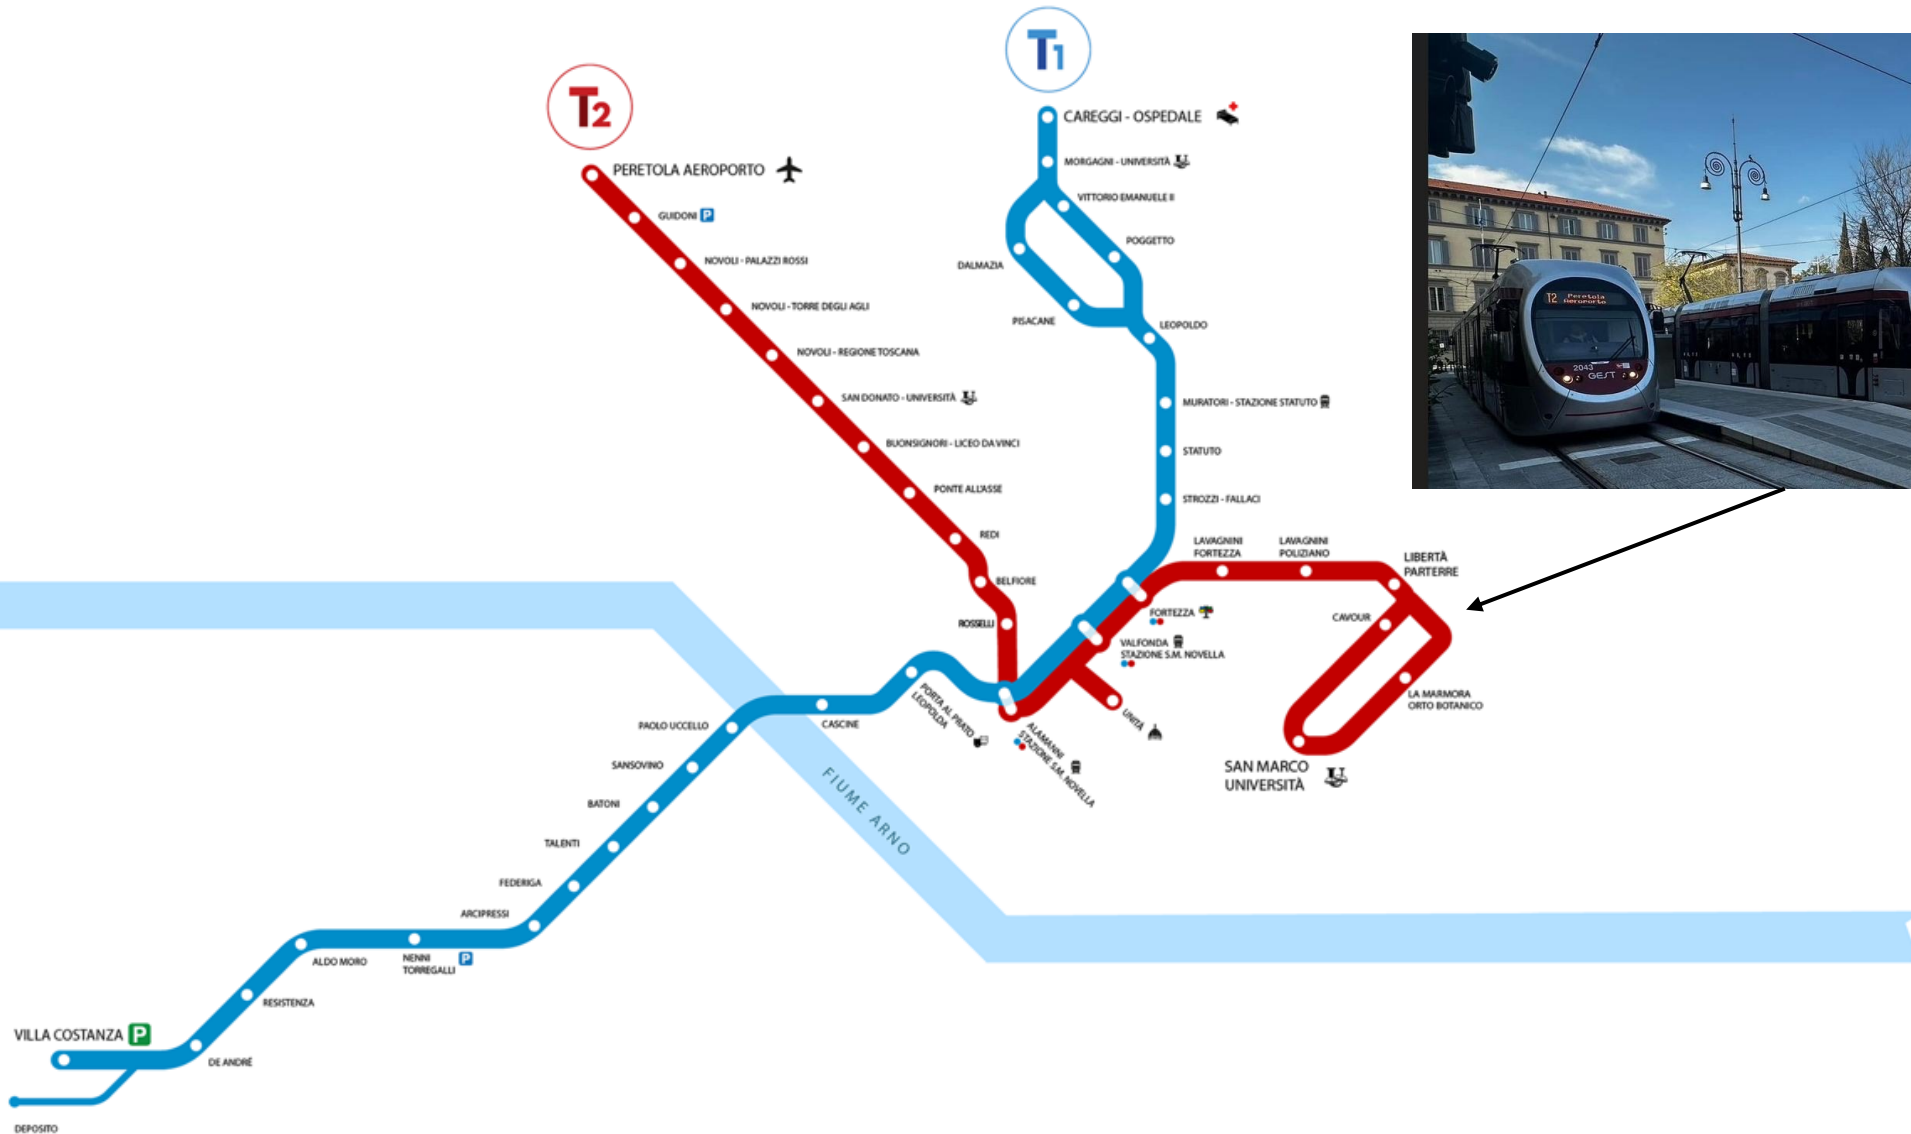 T1
T2
CAREGGI - OSPEDALE
MORGAGNI - UNIVERSITÀ
VITTORIO EMANUELE II
POGGETTO
DALMAZIA
PISACANE
LEOPOLDO
MURATORI - STAZIONE STATUTO
STATUTO
STROZZI - FALLACI
PERETOLA AEROPORTO
GUIDONI P
NOVOLI - PALAZZI ROSSI
NOVOLI - TORRE DEGLI AGLI
NOVOLI - REGIONE TOSCANA
SAN DONATO - UNIVERSITÀ
BUONSIGNORI - LICEO DA VINCI
PONTE ALL'ASSE
REDI
BELFIORE
ROSSELLI
LAVAGNINI
FORTEZZA
LAVAGNINI
POLIZIANO
LIBERTÀ
PARTERRE
CAVOUR
LA MARMORA
ORTO BOTANICO
SAN MARCO
UNIVERSITÀ
FORTEZZA
VALFONDA
STAZIONE S.M. NOVELLA
UNITÀ
ALAMANNI
STAZIONE S.M. NOVELLA
PORTA AL PRATO
LEOPOLDA
CASCINE
FIUME ARNO
PAOLO UCCELLO
SANSOVINO
BATONI
TALENTI
FEDERIGA
ARCIPRESSI
NENNI
TORREGALLI
P
ALDO MORO
RESISTENZA
DE ANDRÉ
VILLA COSTANZA P
DEPOSITO
T2 Peretola
Aeroporto
2043
GEST